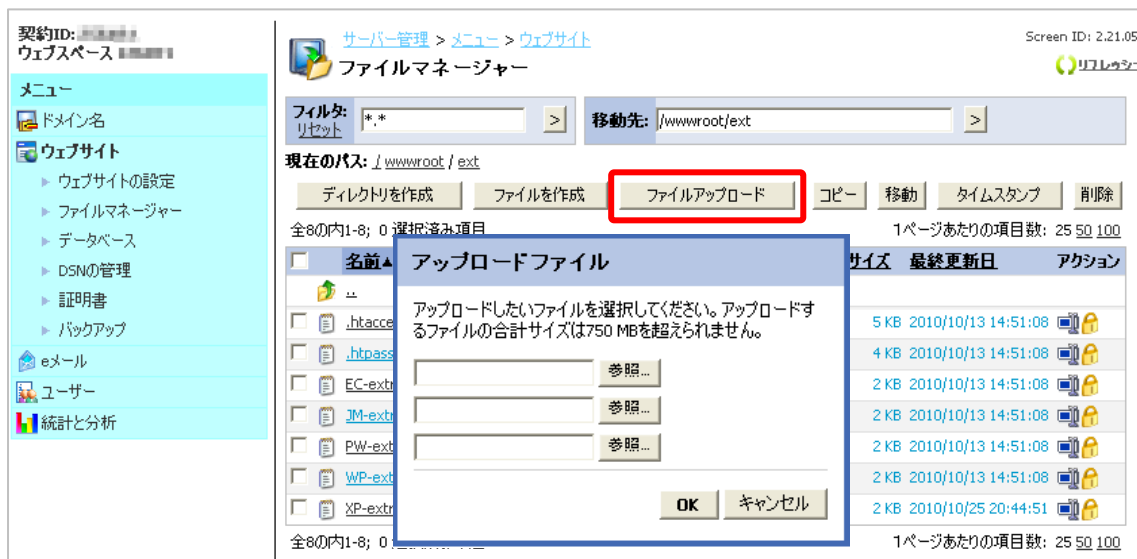 契約ID:
ウェブスペース
メニュー
ドメイン名
ウェブサイト
ウェブサイトの設定
ファイルマネージャー
データベース
DSNの管理
証明書
バックアップ
eメール
ユーザー
統計と分析
サーバー管理 > メニュー > ウェブサイト
Screen ID: 2.21.05
ファイルマネージャー
リフレッシ
フィルタ: *.* >
リセット
移動先: /wwwroot/ext >
現在のパス: / wwwroot / ext
ディレクトリを作成 ファイルを作成 ファイルアップロード コピー 移動 タイムスタンプ 削除
全8の内1-8; 0 選択済み項目 1ページあたりの項目数: 25 50 100
名前▲ サイズ 最終更新日 アクション
..
.htacce 5 KB 2010/10/13 14:51:08
.htpass 4 KB 2010/10/13 14:51:08
EC-extr 2 KB 2010/10/13 14:51:08
JM-extr 2 KB 2010/10/13 14:51:08
PW-ext 2 KB 2010/10/13 14:51:08
WP-ext 2 KB 2010/10/13 14:51:08
XP-extr 2 KB 2010/10/25 20:44:51
アップロードファイル
アップロードしたいファイルを選択してください。アップロードす
るファイルの合計サイズは750 MBを超えられません。
参照...
参照...
参照...
OK キャンセル
全8の内1-8; 0 1ページあたりの項目数: 25 50 100